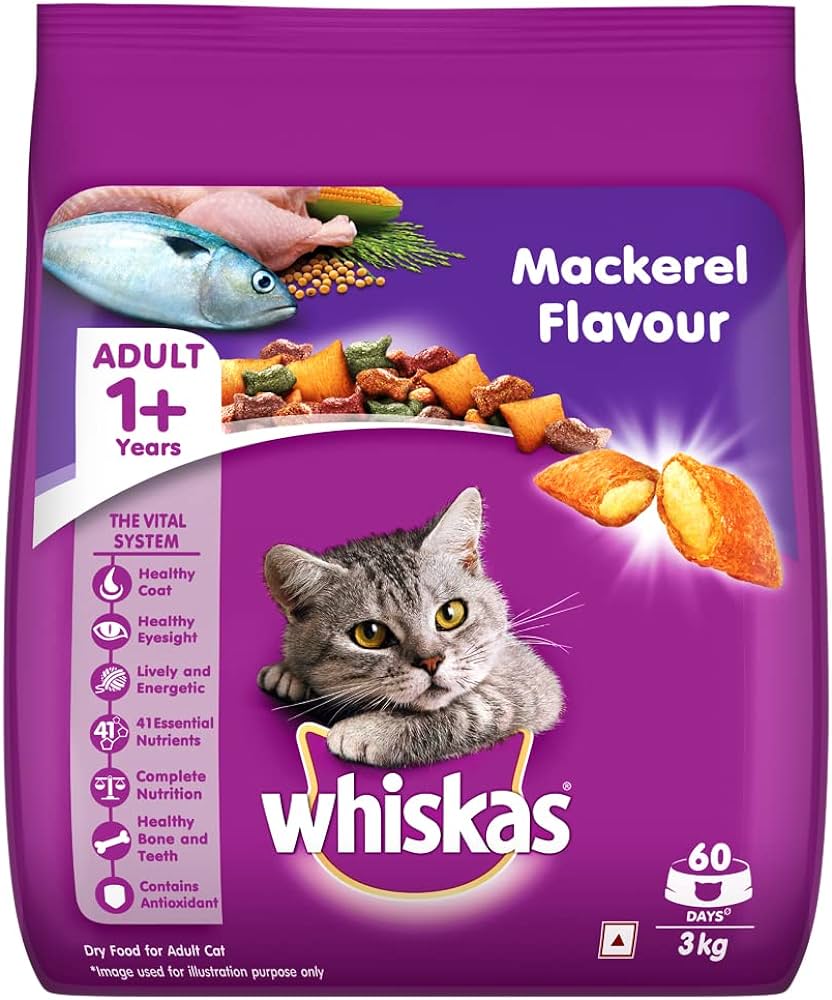 Mackerel
Flavour
ADULT
1+
Years
THE VITAL
SYSTEM
Healthy
Coat
Healthy
Eyesight
Lively and
Energetic
41
41 Essential
Nutrients
Complete
Nutrition
Healthy
Bone and
Teeth
Contains
Antioxidant
whiskas®
60
DAYS
3kg
Dry Food for Adult Cat
*Image used for illustration purpose only